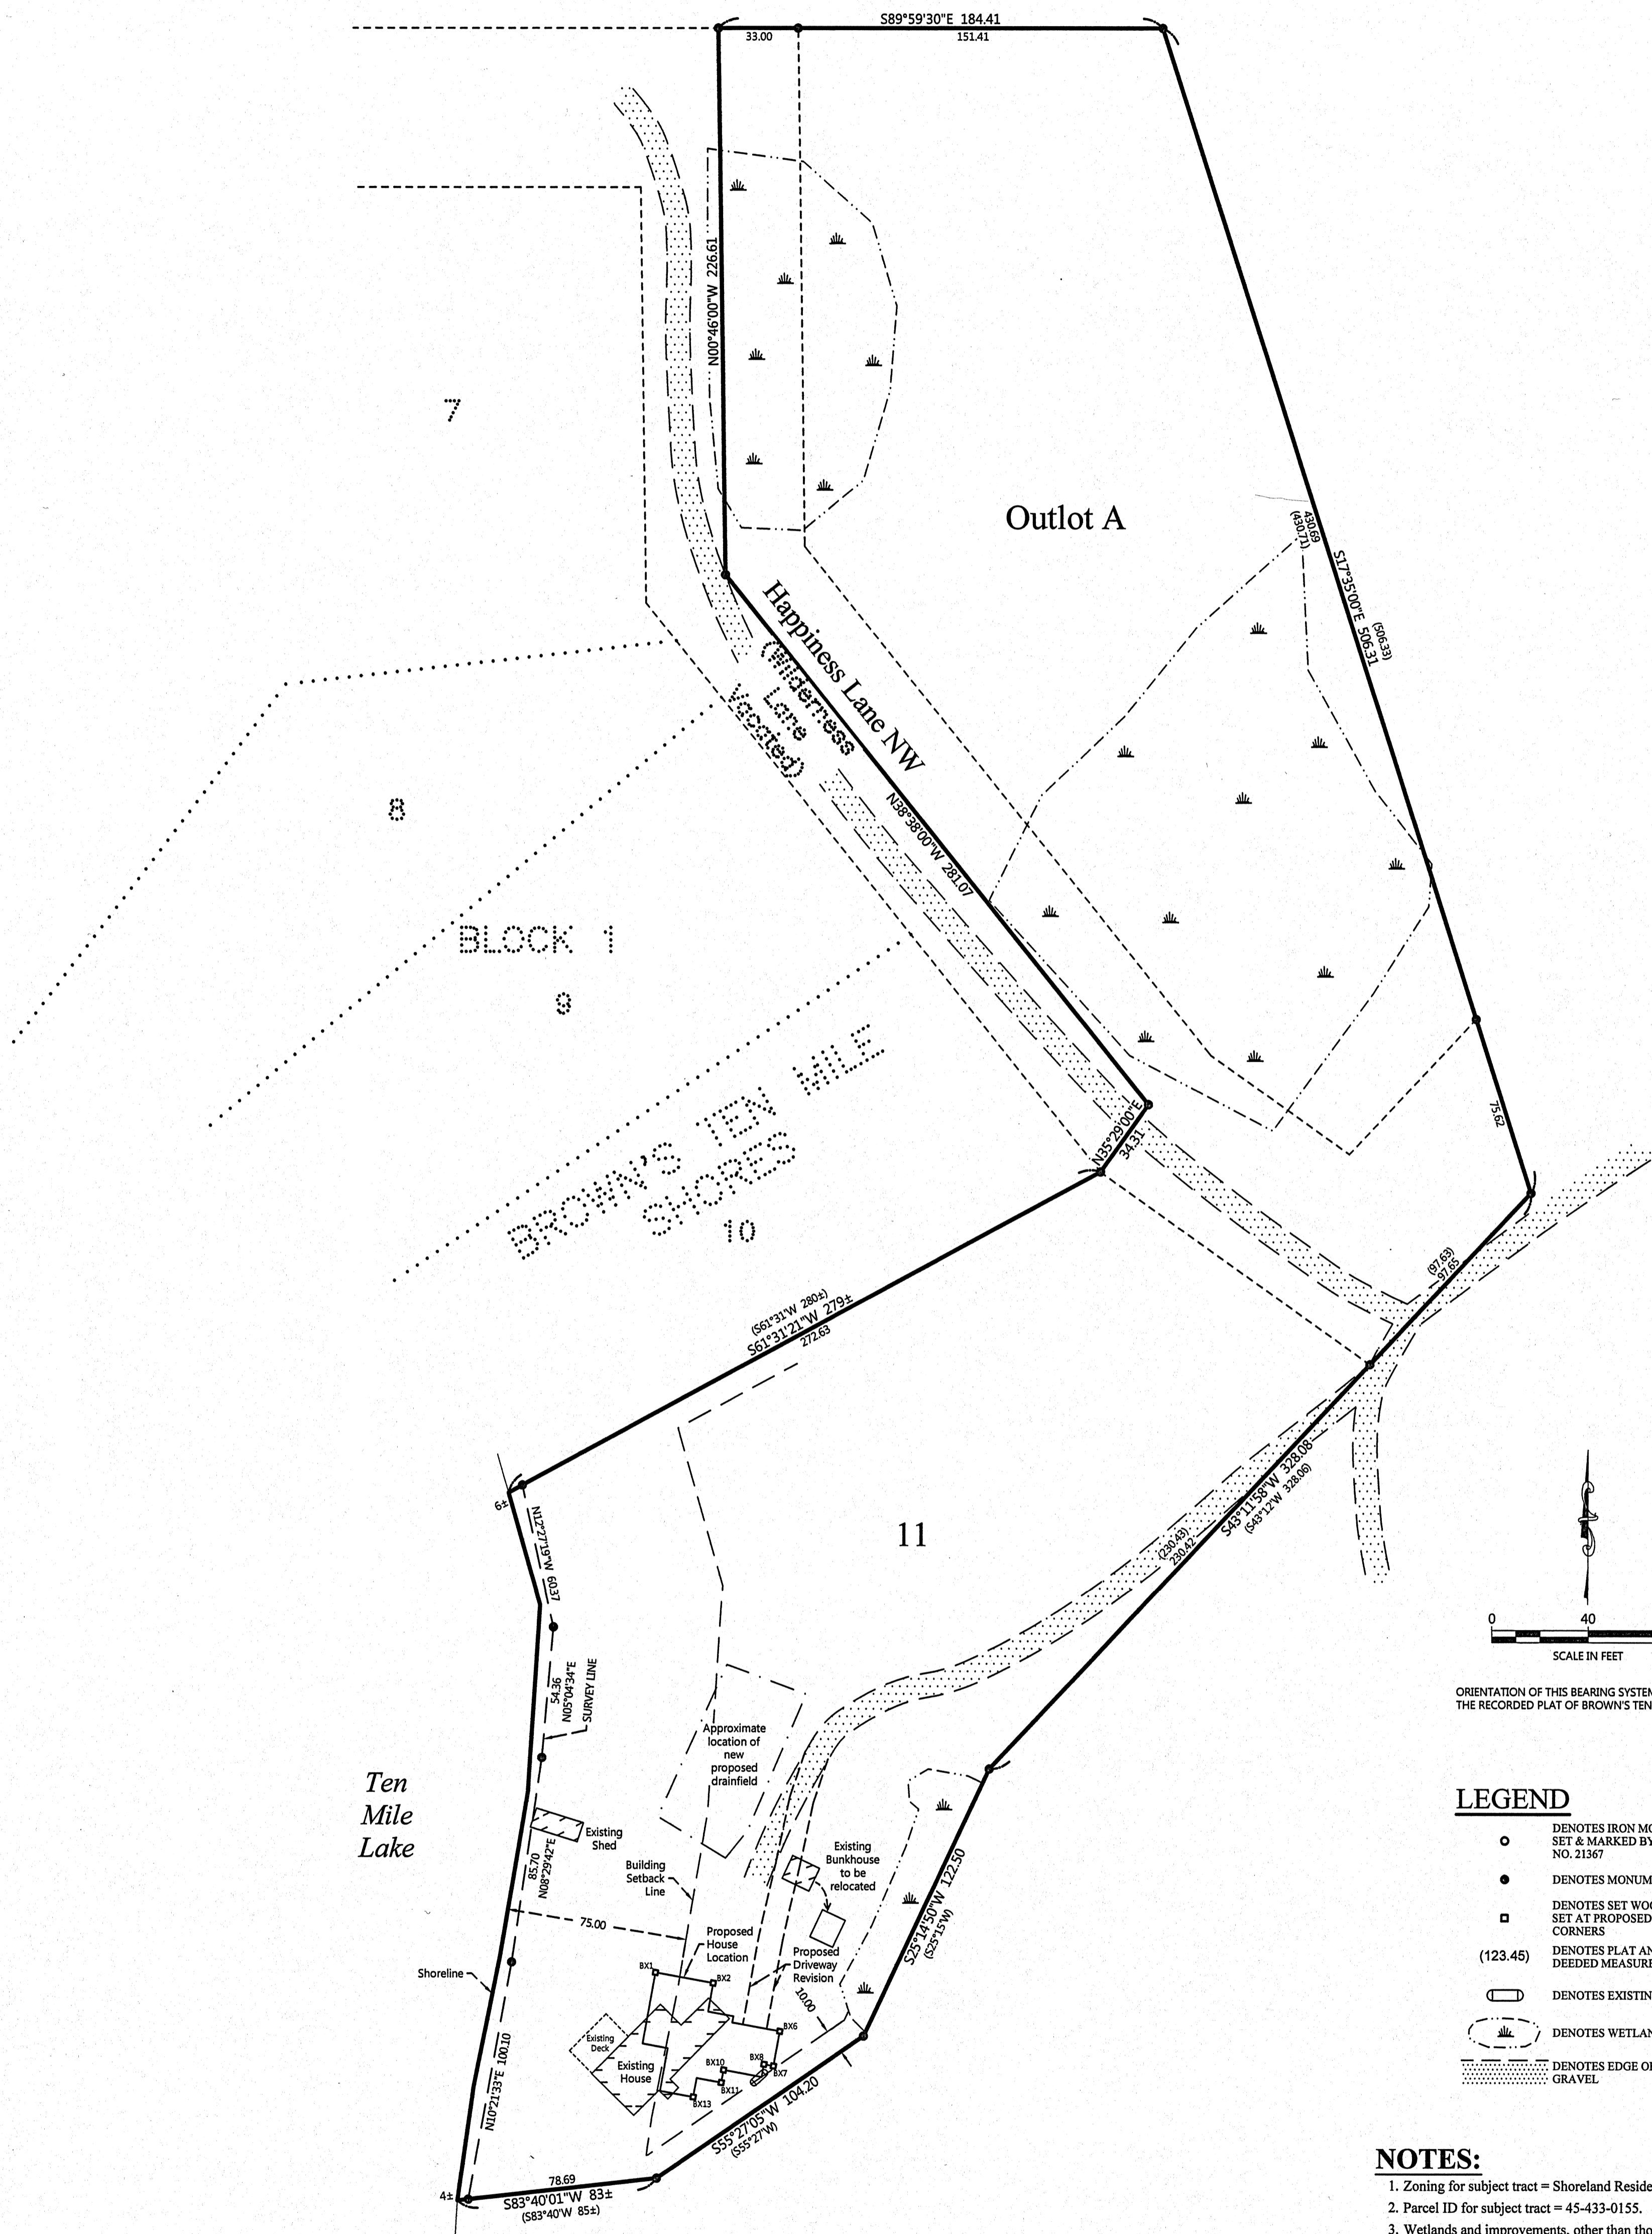 S89°59'30"E 184.41
33.00
151.41
N00°46'00"W 226.61
7
Outlot A
430.69
(430.71)
S17°35'00"E 506.31
(506.33)
Happiness Lane NW
(Wilderness
Lane
Vacated)
N38°38'00"W 281.07
8
BLOCK 1
9
BROWN'S TEN MILE
SHORES
10
N35°29'00"E
34.31
75.62
(97.63)
97.65
(S61°31'W 280±)
S61°31'21"W 279±
272.63
S43°11'58"W 328.08
(S43°12'W 328.06)
(230.43)
230.42
11
6±
N12°27'19"W 60.37
54.36
N05°04'34"E
SURVEY LINE
0
40
SCALE IN FEET
ORIENTATION OF THIS BEARING SYSTEM
THE RECORDED PLAT OF BROWN'S TEN
Approximate
location of
new
proposed
drainfield
Ten
Mile
Lake
Existing
Shed
85.70
N08°29'42"E
Building
Setback
Line
Existing
Bunkhouse
to be
relocated
S25°14'50"W 122.50
(S25°15'W)
75.00
Proposed
House
Location
Proposed
Driveway
Revision
10.00
Shoreline
BX1
BX2
BX6
BX7
BX8
BX10
BX11
BX13
Existing
Deck
Existing
House
N10°21'33"E 100.10
S55°27'05"W 104.20
(S55°27'W)
4±
78.69
S83°40'01"W 83±
(S83°40'W 85±)
LEGEND
DENOTES IRON MO
SET & MARKED BY
NO. 21367
DENOTES MONUM
DENOTES SET WOO
SET AT PROPOSED
CORNERS
(123.45)
DENOTES PLAT AN
DEEDED MEASURE
DENOTES EXISTIN
DENOTES WETLAN
DENOTES EDGE O
GRAVEL
NOTES:
1. Zoning for subject tract = Shoreland Reside
2. Parcel ID for subject tract = 45-433-0155.
3. Wetlands and improvements, other than tho